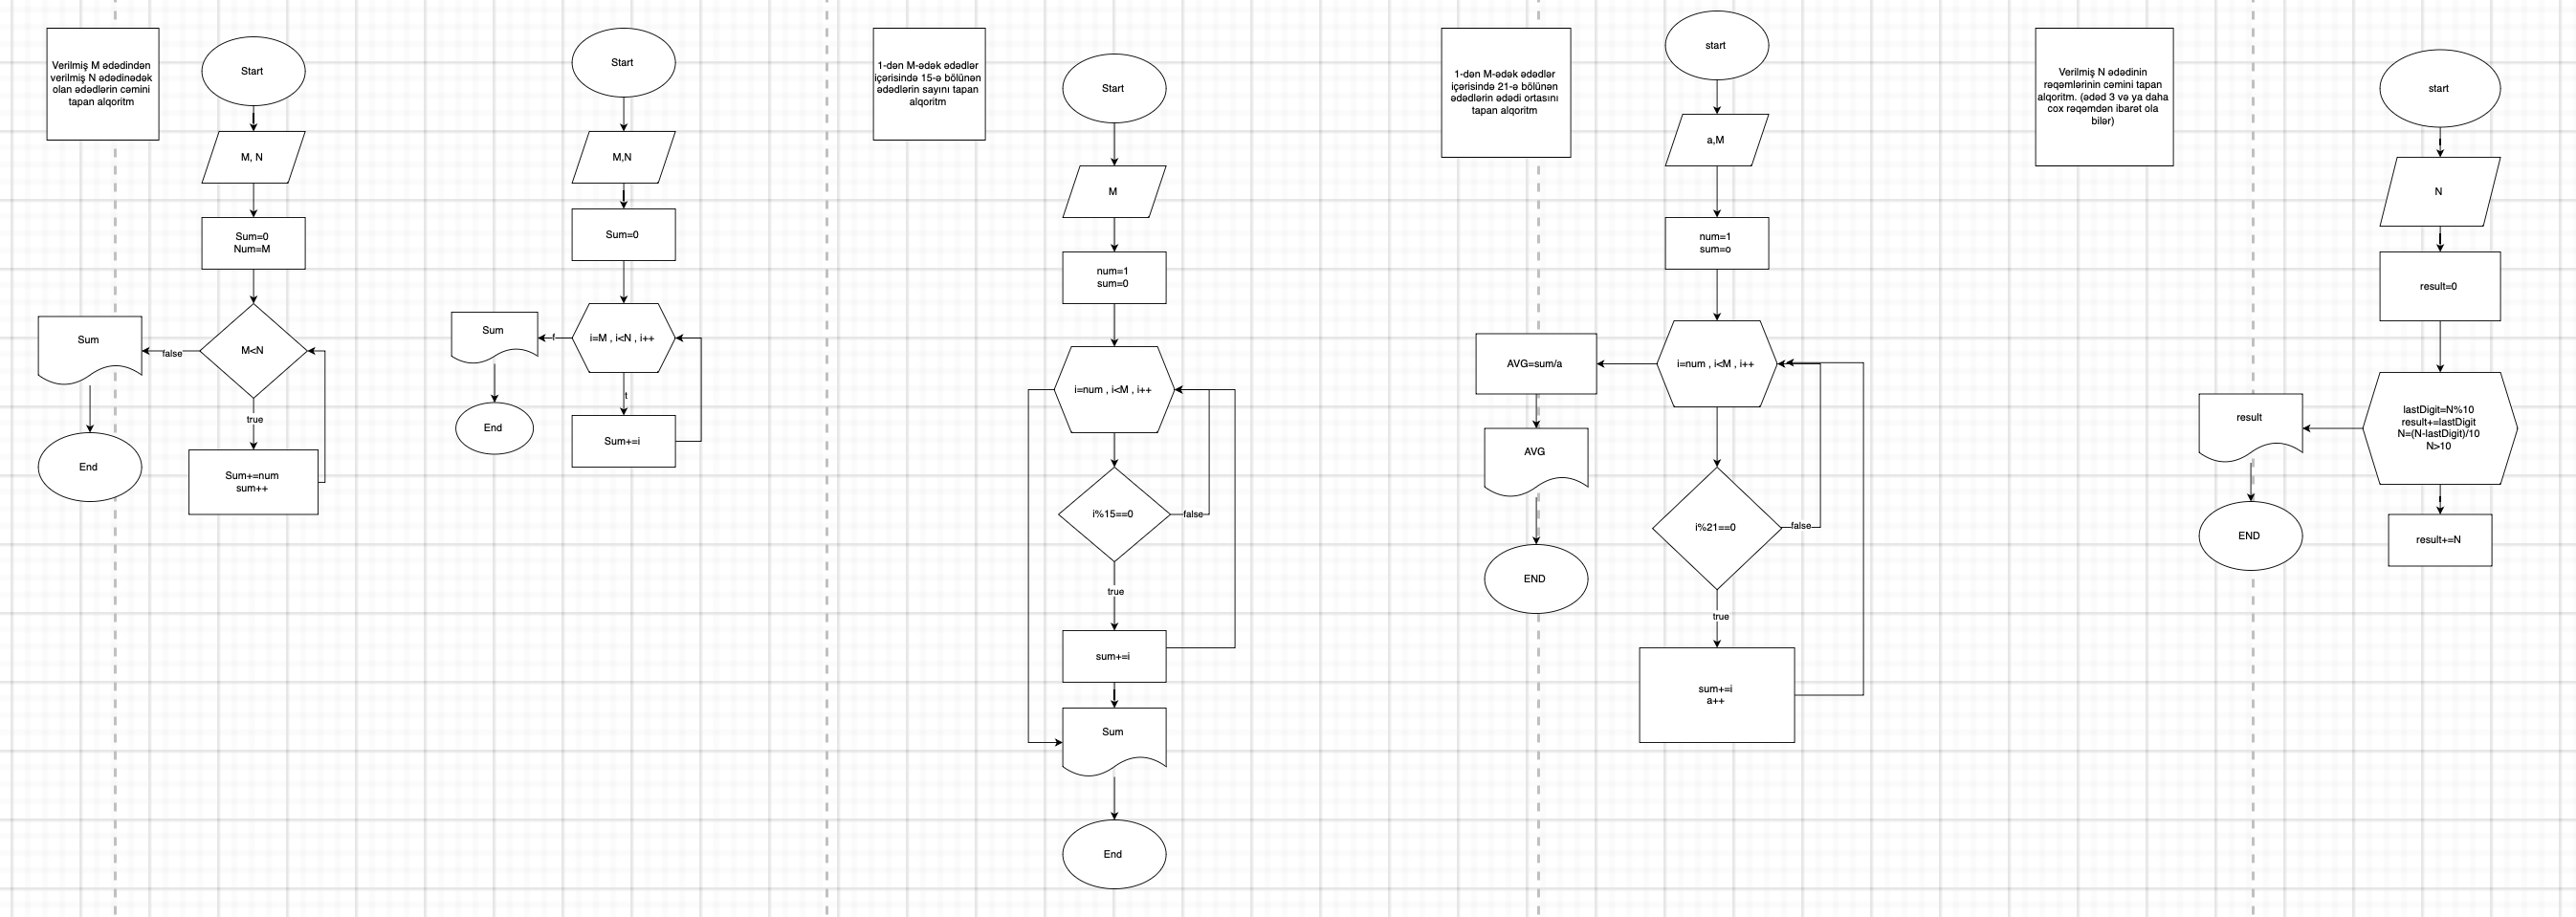 Verilmiş M ədədindən
verilmiş N ədədinədək
olan ədədlərin cəmini
tapan alqoritm
Start
M, N
Sum=0
Num=M
M<N
false
Sum
End
true
Sum+=num
sum++
Start
M,N
Sum=0
i=M , i<N , i++
f
Sum
End
t
Sum+=i
1-dən M-ədək ədədlər
içərisində 15-ə bölünən
ədədlərin sayını tapan
alqoritm
Start
M
num=1
sum=0
i=num , i<M , i++
i%15==0
false
true
sum+=i
Sum
End
1-dən M-ədək ədədlər
içərisində 21-ə bölünən
ədədlərin ədədi ortasını
tapan alqoritm
start
a,M
num=1
sum=o
i=num , i<M , i++
AVG=sum/a
AVG
END
i%21==0
false
true
sum+=i
a++
Verilmiş N ədədinin
rəqəmlərinin cəmini tapan
alqoritm. (ədəd 3 və ya daha
cox rəqəmdən ibarət ola
bilər)
start
N
result=0
lastDigit=N%10
result+=lastDigit
N=(N-lastDigit)/10
N>10
result
END
result+=N